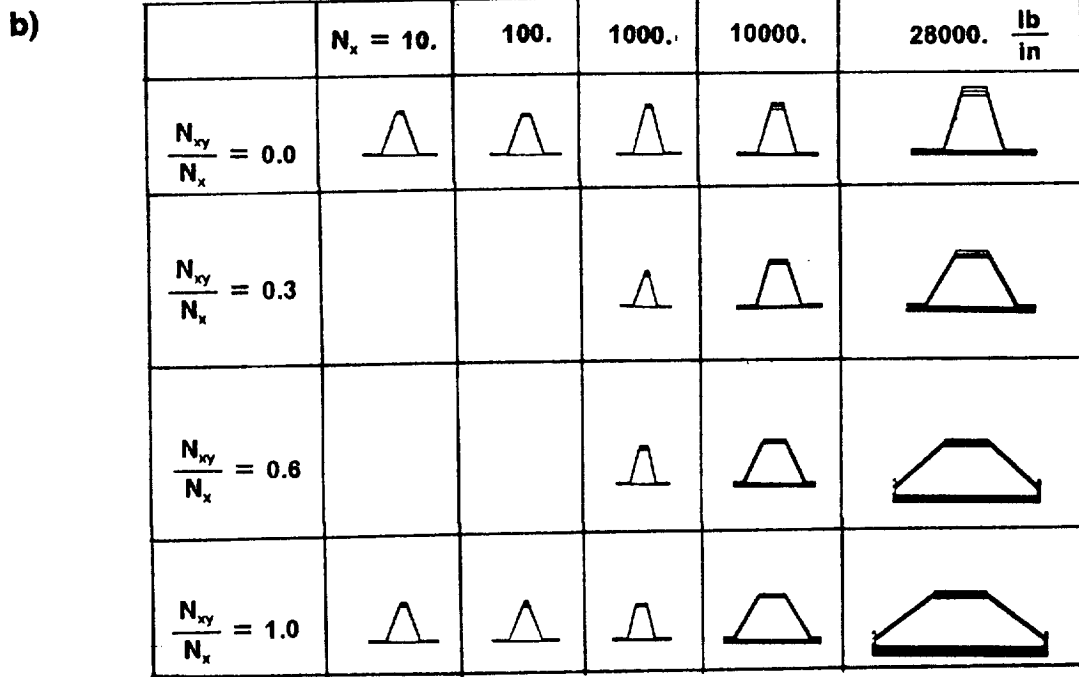 b)
N_x = 10. 100. 1000. 10000. 28000. lb/in
N_xy/N_x = 0.0
N_xy/N_x = 0.3
N_xy/N_x = 0.6
N_xy/N_x = 1.0